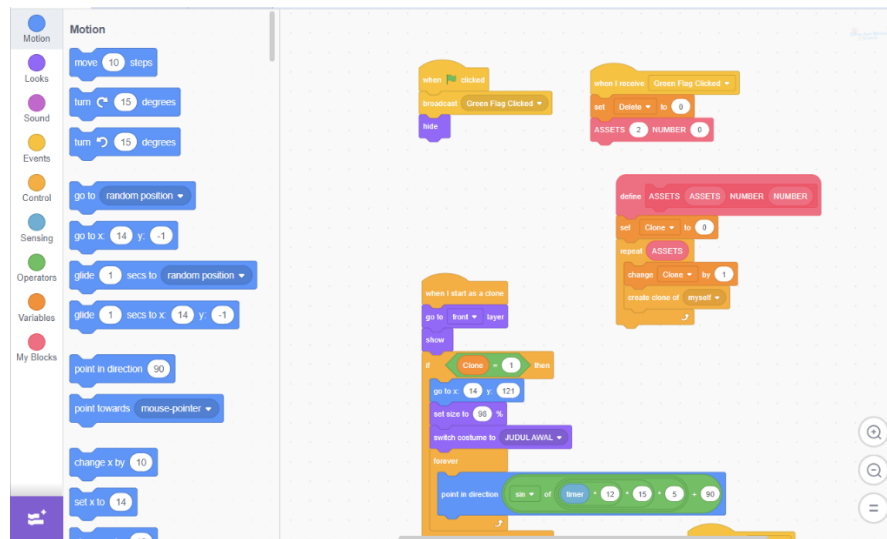 Motion
Motion
Looks
Sound
Events
Control
Sensing
Operators
Variables
My Blocks
move 10 steps
turn 15 degrees
turn 15 degrees
go to random position
go to x: 14 y: -1
glide 1 secs to random position
glide 1 secs to x: 14 y: -1
point in direction 90
point towards mouse-pointer
change x by 10
set x to 14
when clicked
broadcast Green Flag Clicked
hide
when I receive Green Flag Clicked
set Delete to 0
ASSETS 2 NUMBER 0
define ASSETS ASSETS NUMBER NUMBER
set Clone to 0
repeat ASSETS
change Clone by 1
create clone of myself
when I start as a clone
go to front layer
show
if Clone = 1 then
go to x: 14 y: 121
set size to 98 %
switch costume to JUDUL AWAL
forever
point in direction sin of timer * 12 * 15 * 5 + 90